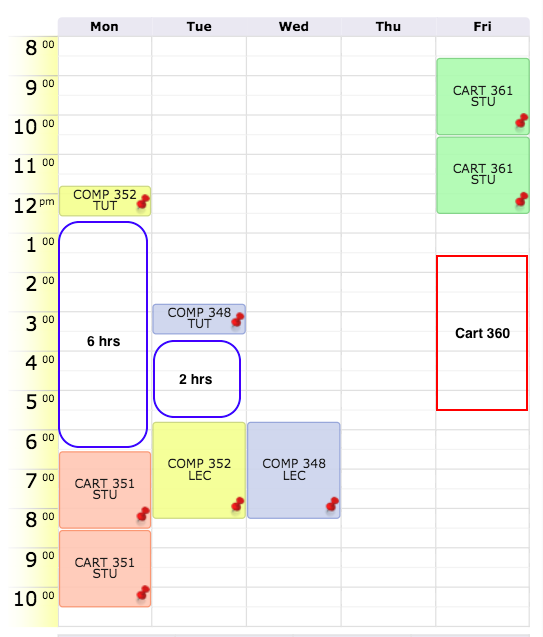 Mon Tue Wed Thu Fri
8 00
9 00
CART 361
STU
10 00
11 00
CART 361
STU
COMP 352
TUT
12 pm
1 00
2 00
COMP 348
TUT
3 00
6 hrs
Cart 360
4 00
2 hrs
5 00
6 00
COMP 352
LEC
COMP 348
LEC
7 00
CART 351
STU
8 00
9 00
CART 351
STU
10 00